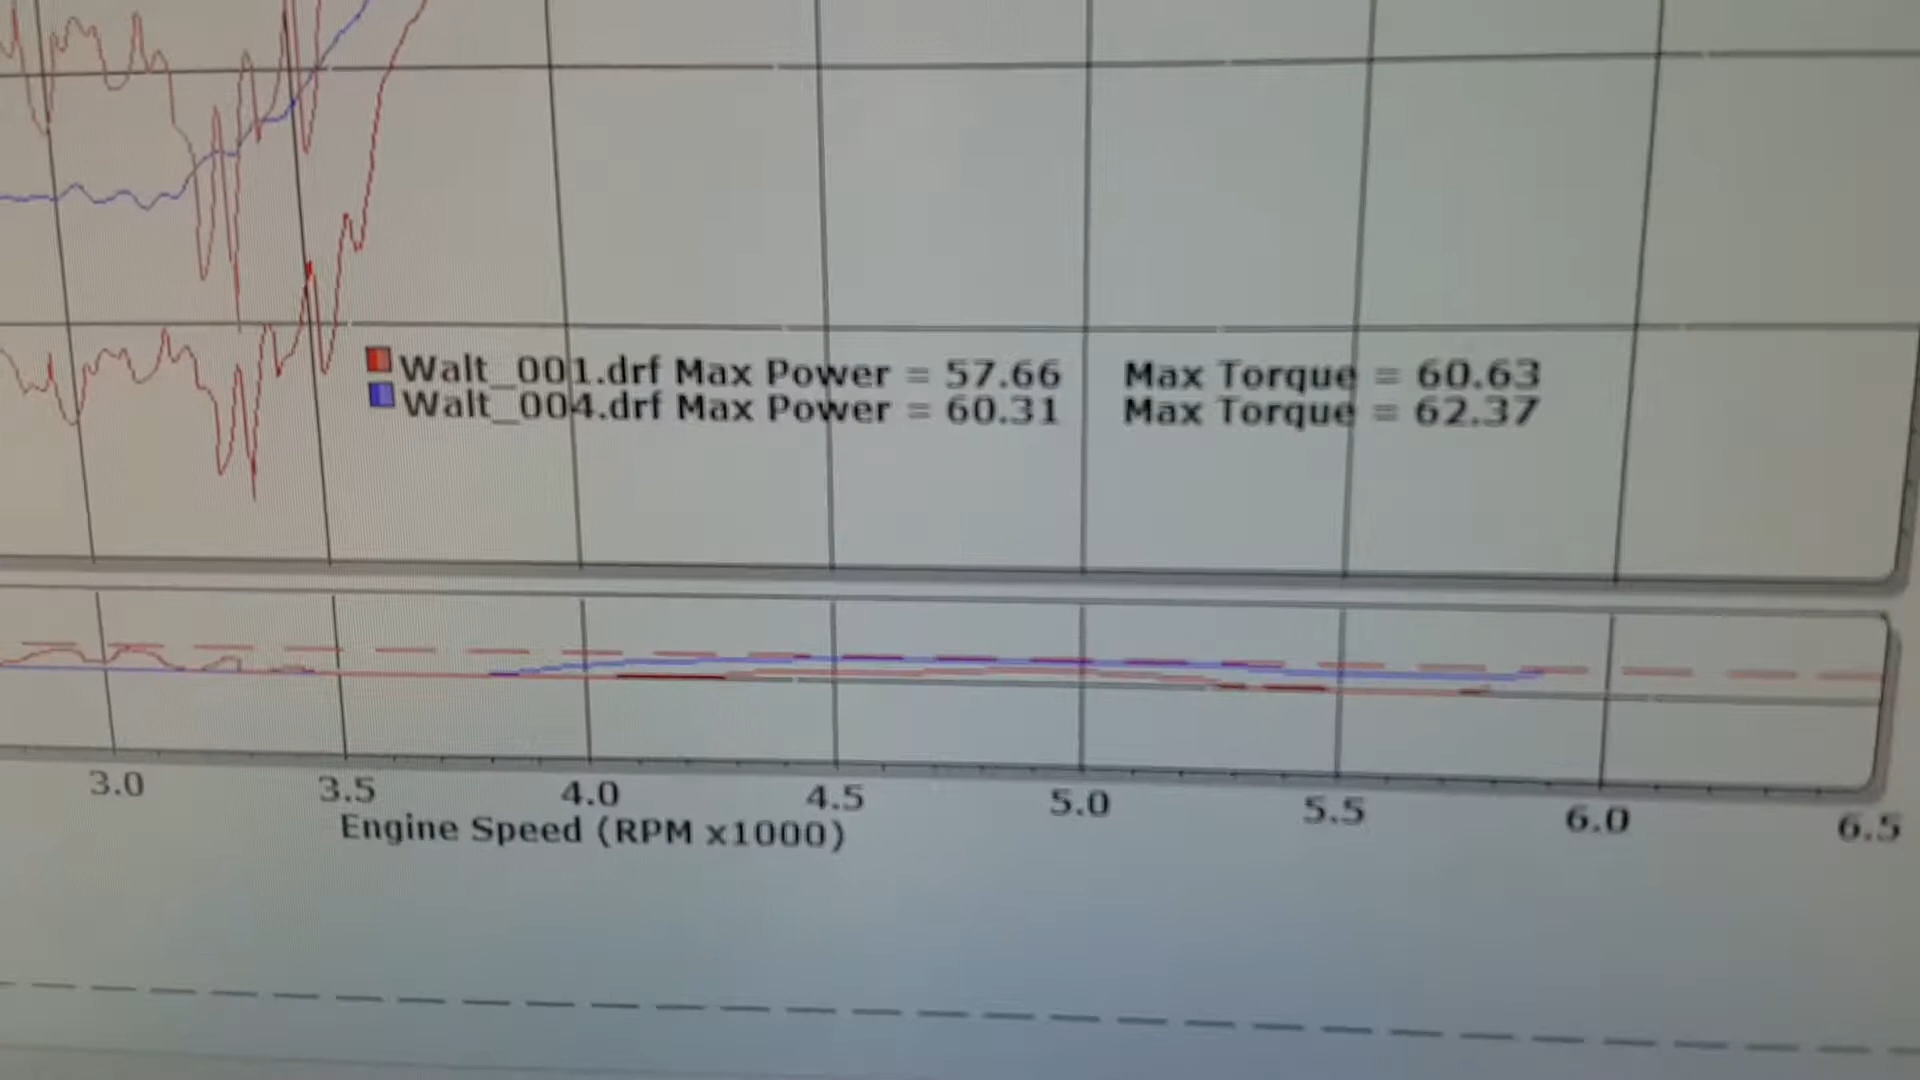 Walt_001.drf Max Power = 57.66 Max Torque = 60.63
Walt_004.drf Max Power = 60.31 Max Torque = 62.37
3.0 3.5 4.0 4.5 5.0 5.5 6.0 6.5
Engine Speed (RPM x1000)